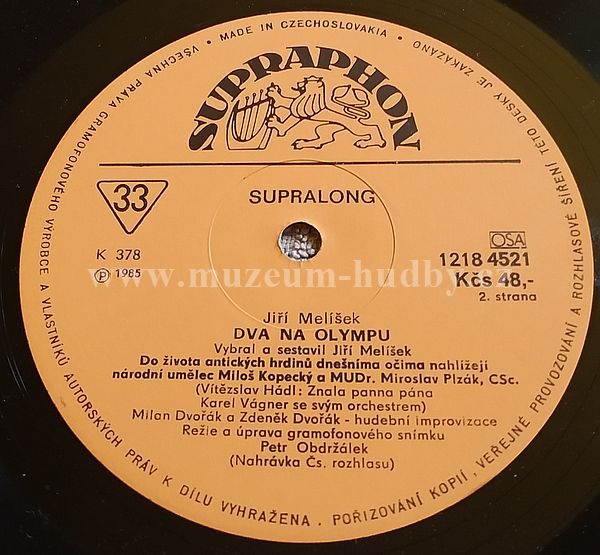 VŠECHNA PRÁVA GRAMOFONOVÉHO VÝROBCE A VLASTNÍKŮ AUTORSKÝCH PRÁV K DÍLU VYHRAŽENA . POŘIZOVÁNÍ KOPIÍ , VEŘEJNÉ PROVOZOVÁNÍ A ROZHLASOVÉ ŠÍŘENÍ TÉTO DESKY JE ZAKÁZÁNO • MADE IN CZECHOSLOVAKIA •
SUPRAPHON
33
SUPRALONG
K 378
℗ 1985
OSA
1218 4521
Kčs 48,-
2. strana
www.muzeum-hudby.cz
Jiří Melíšek
DVA NA OLYMPU
Vybral a sestavil Jiří Melíšek
Do života antických hrdinů dnešníma očima nahlížejí
národní umělec Miloš Kopecký a MUDr. Miroslav Plzák, CSc.
(Vítězslav Hádl: Znala panna pána
Karel Vágner se svým orchestrem)
Milan Dvořák a Zdeněk Dvořák - hudební improvizace
Režie a úprava gramofonového snímku
Petr Obdržálek
(Nahrávka Čs. rozhlasu)